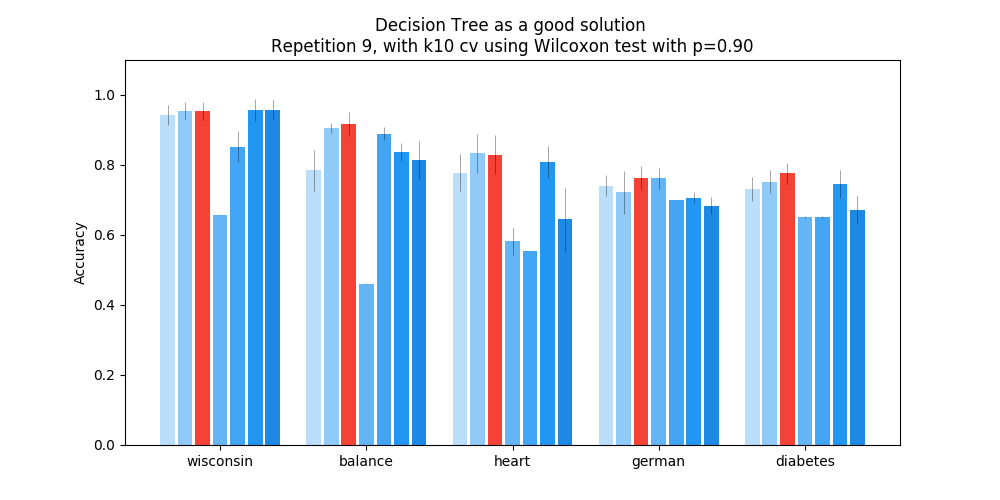 Decision Tree as a good solution
Repetition 9, with k10 cv using Wilcoxon test with p=0.90
Accuracy
1.0
0.8
0.6
0.4
0.2
0.0
wisconsin balance heart german diabetes